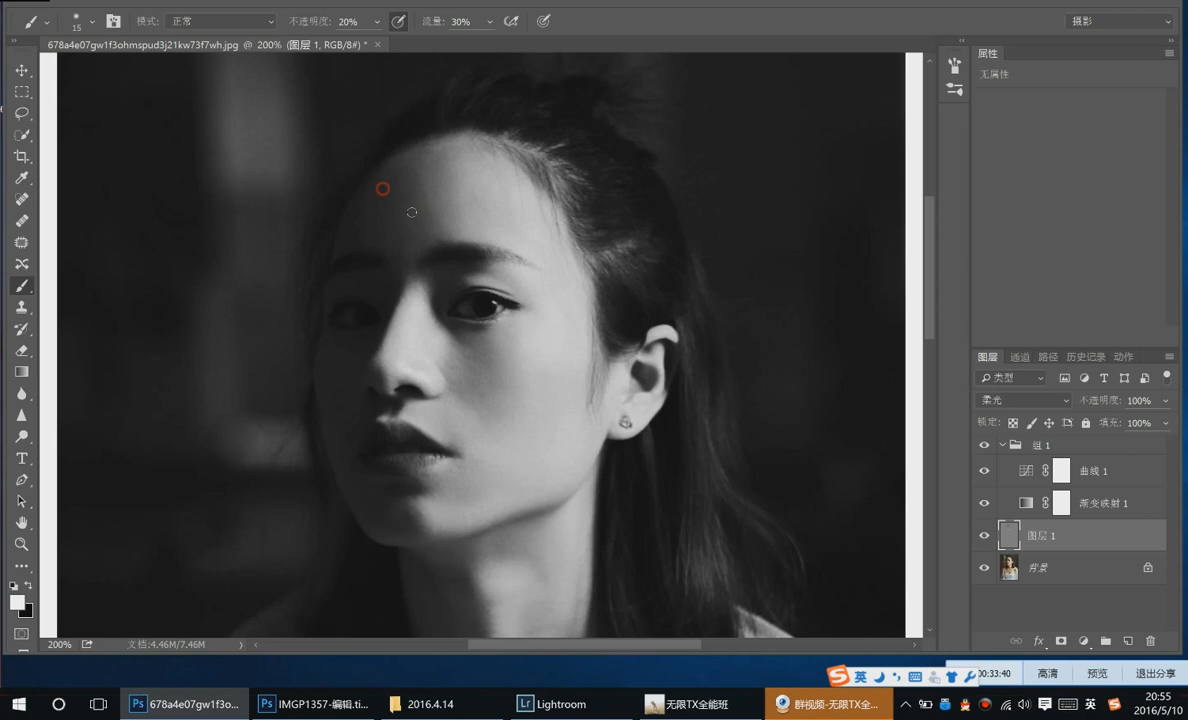 15
模式: 正常
不透明度: 20%
流量: 30%
摄影
678a4e07gw1f3ohmspud3j21kw73f7wh.jpg @ 200% (图层 1, RGB/8#) * ×
属性
无属性
图层 通道 路径 历史记录 动作
类型
柔光
不透明度: 100%
锁定:
填充: 100%
组 1
曲线 1
渐变映射 1
图层 1
背景
200%
文档:4.46M/7.46M
英
00:33:40
高清
预览
退出分享
678a4e07gw1f3o...
IMGP1357-编辑.ti...
2016.4.14
Lightroom
无限TX全能班
群视频-无限TX全...
英
20:55
2016/5/10